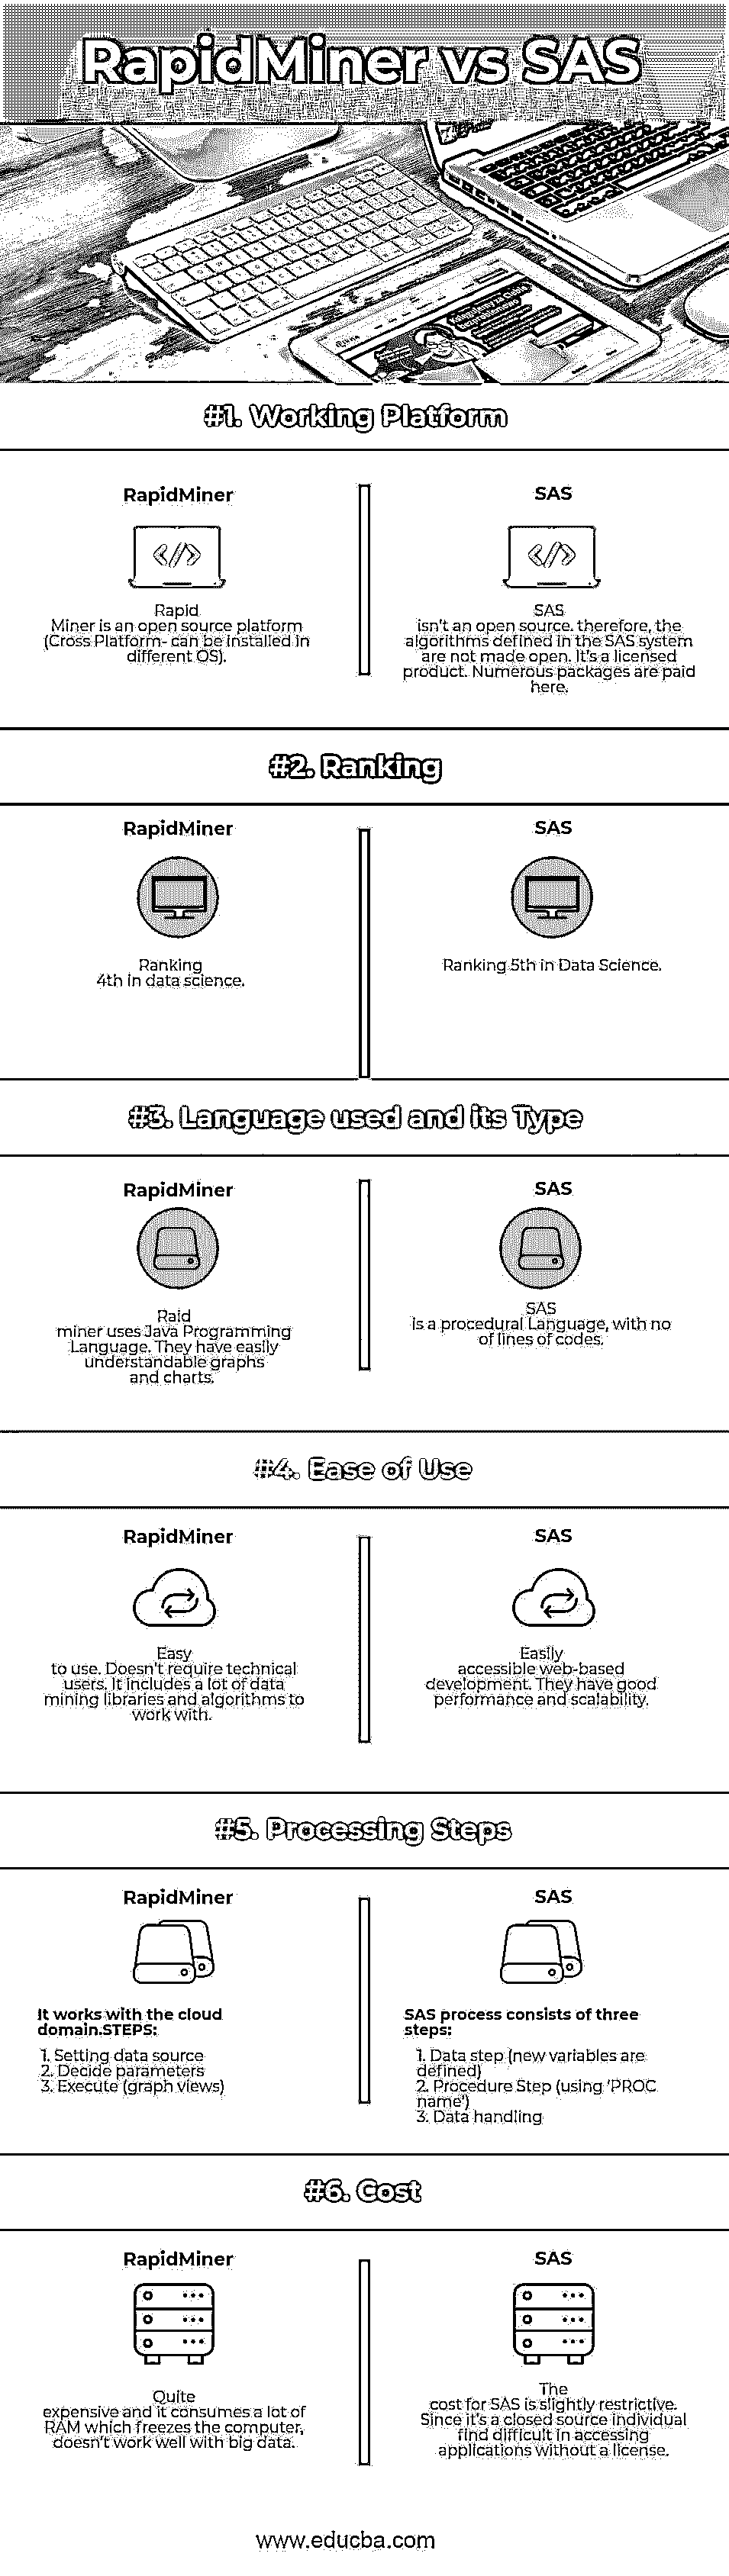 RapidMiner vs SAS
#1. Working Platform
RapidMiner
Rapid
Miner is an open source platform
(Cross Platform- can be installed in
different OS).
SAS
SAS
isn't an open source. therefore, the
algorithms defined in the SAS system
are not made open. It's a licensed
product. Numerous packages are paid
here.
#2. Ranking
RapidMiner
Ranking
4th in data science.
SAS
Ranking 5th in Data Science.
#3. Language used and its Type
RapidMiner
Raid
miner uses Java Programming
Language. They have easily
understandable graphs
and charts.
SAS
SAS
is a procedural Language, with no
of lines of codes.
#4. Ease of Use
RapidMiner
Easy
to use. Doesn't require technical
users. It includes a lot of data
mining libraries and algorithms to
work with.
SAS
Easily
accessible web-based
development. They have good
performance and scalability.
#5. Processing Steps
RapidMiner
It works with the cloud
domain.STEPS:
1. Setting data source
2. Decide parameters
3. Execute (graph views)
SAS
SAS process consists of three
steps:
1. Data step (new variables are
defined)
2. Procedure Step (using 'PROC
name')
3. Data handling
#6. Cost
RapidMiner
Quite
expensive and it consumes a lot of
RAM which freezes the computer,
doesn't work well with big data.
SAS
The
cost for SAS is slightly restrictive.
Since it's a closed source individual
find difficult in accessing
applications without a license.
www.educba.com